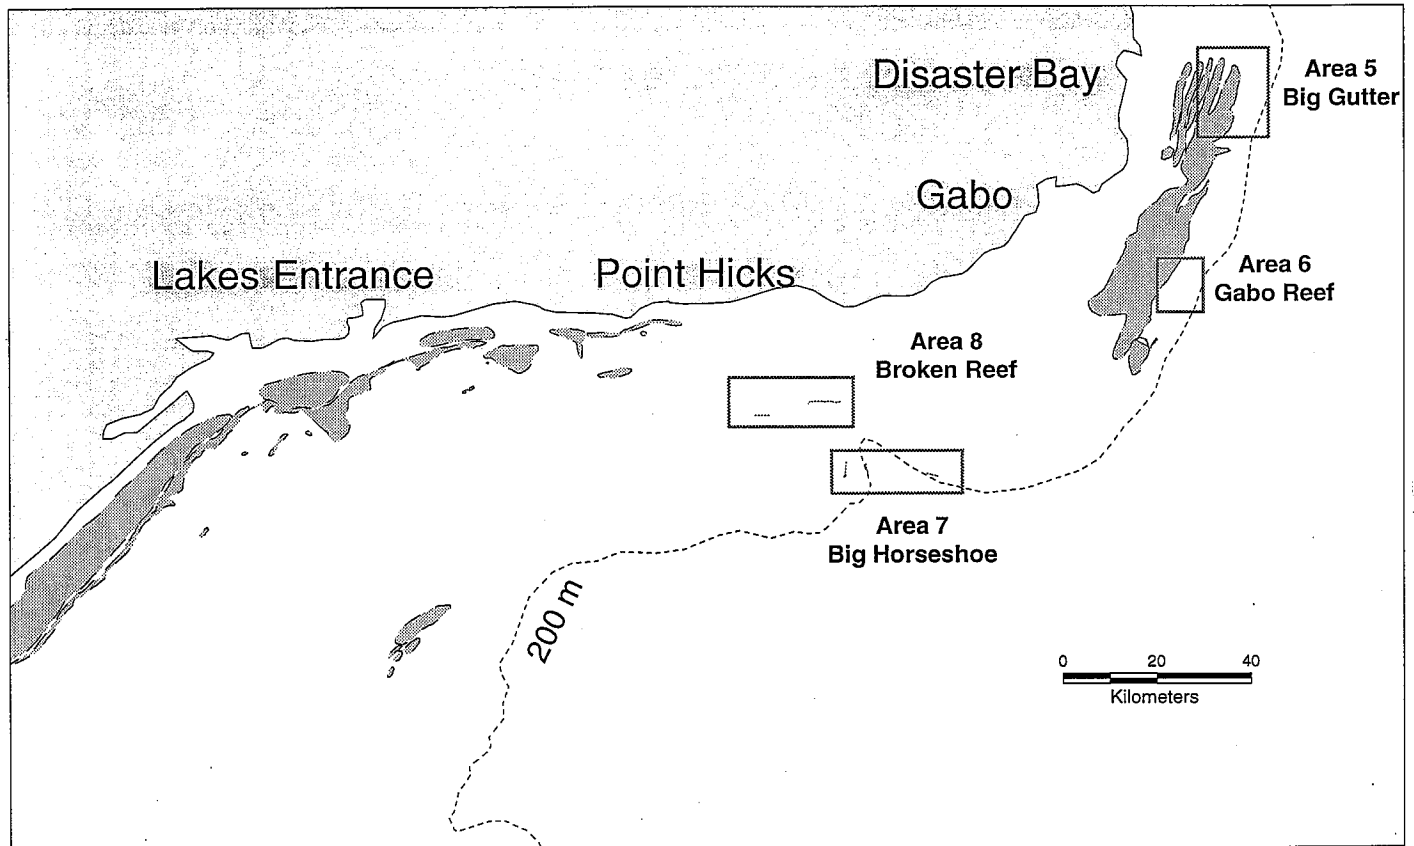 Disaster Bay
Area 5
Big Gutter
Gabo
Lakes Entrance
Point Hicks
Area 6
Gabo Reef
Area 8
Broken Reef
Area 7
Big Horseshoe
200 m
0 20 40
Kilometers